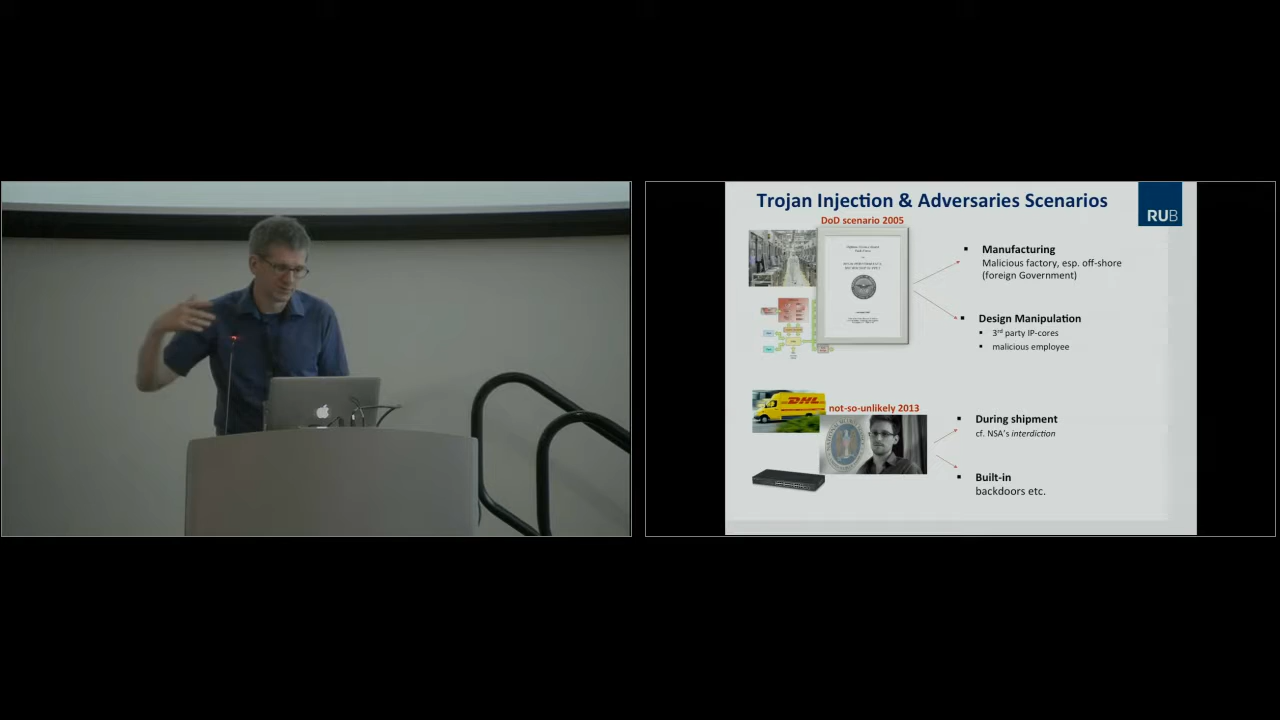 Trojan Injection & Adversaries Scenarios
RUB
DoD scenario 2005
▪ Manufacturing
Malicious factory, esp. off-shore
(foreign Government)
▪ Design Manipulation
▪ 3rd party IP-cores
▪ malicious employee
DHL
not-so-unlikely 2013
▪ During shipment
cf. NSA's interdiction
▪ Built-in
backdoors etc.